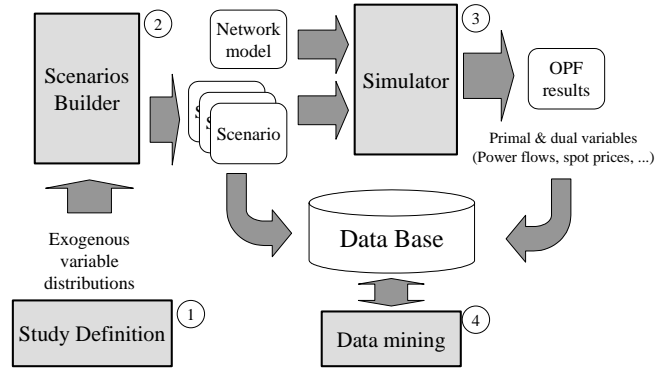 2
Scenarios
Builder
Network
model
3
Simulator
OPF
results
S
S
Scenario
Primal & dual variables
(Power flows, spot prices, ...)
Exogenous
variable
distributions
Data Base
1
Study Definition
4
Data mining